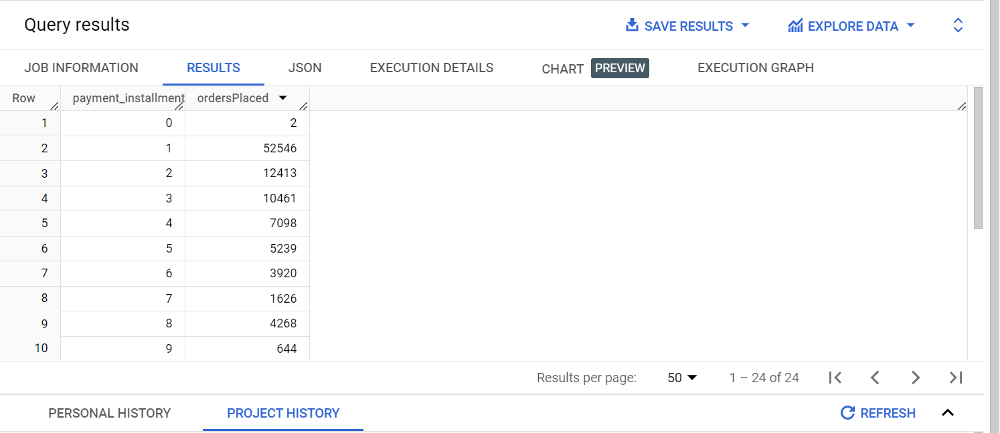 Query results SAVE RESULTS EXPLORE DATA
JOB INFORMATION RESULTS JSON EXECUTION DETAILS CHART PREVIEW EXECUTION GRAPH
Row payment_installment ordersPlaced
1 0 2
2 1 52546
3 2 12413
4 3 10461
5 4 7098
6 5 5239
7 6 3920
8 7 1626
9 8 4268
10 9 644
Results per page: 50 1 – 24 of 24
PERSONAL HISTORY PROJECT HISTORY REFRESH